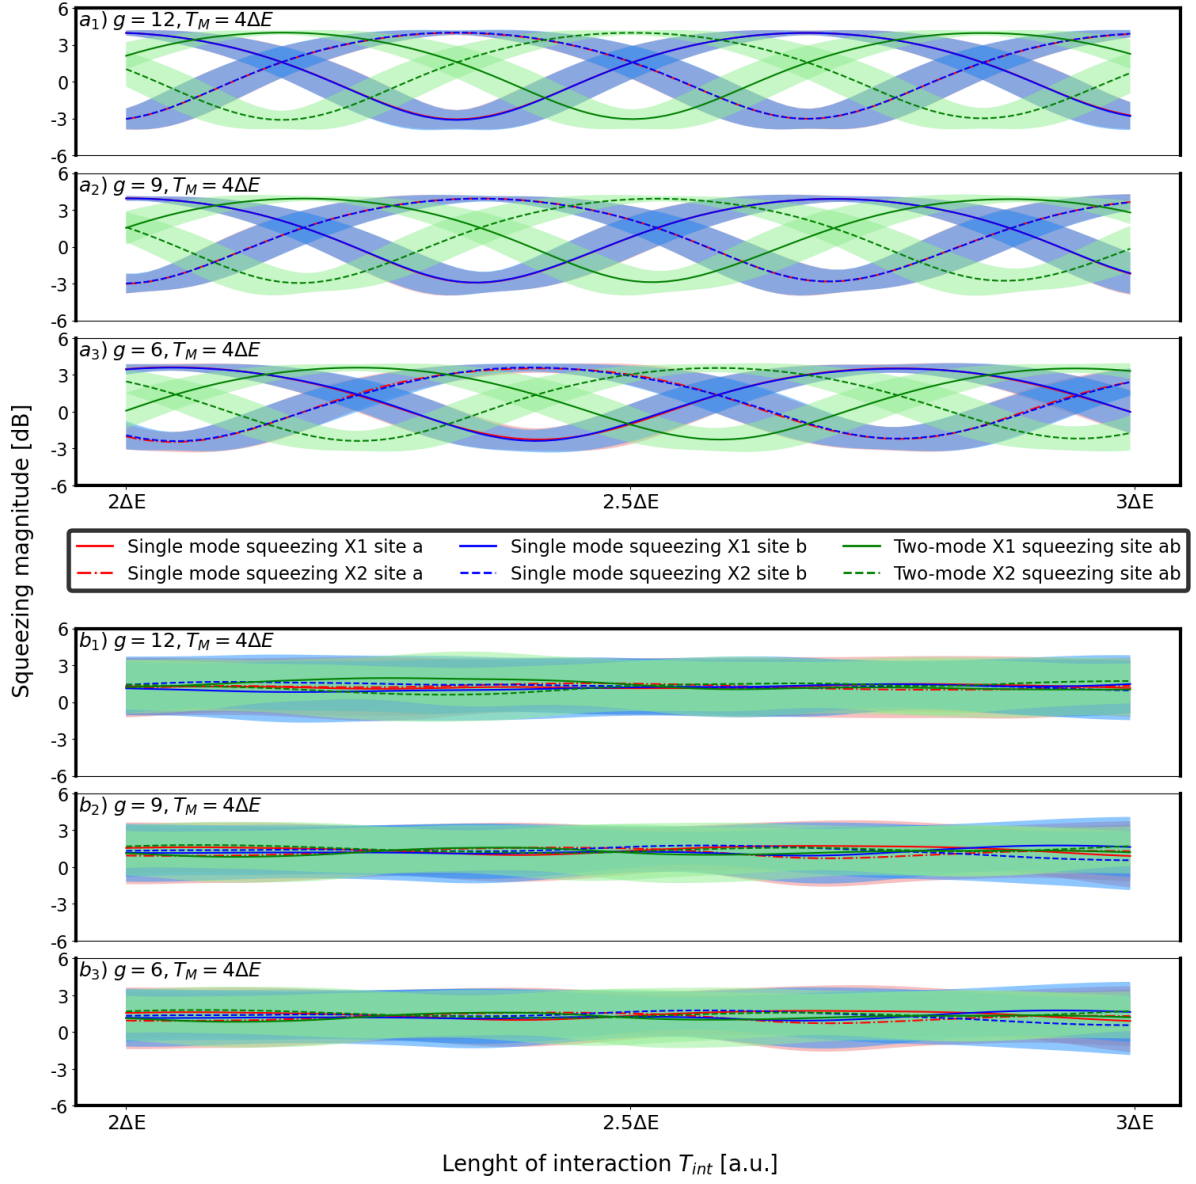 a₁) g = 12, T_M = 4ΔE
6
3
0
-3
-6
a₂) g = 9, T_M = 4ΔE
6
3
0
-3
-6
a₃) g = 6, T_M = 4ΔE
6
3
0
-3
-6
2ΔE 2.5ΔE 3ΔE
Squeezing magnitude [dB]
Single mode squeezing X1 site a Single mode squeezing X1 site b Two-mode X1 squeezing site ab
Single mode squeezing X2 site a Single mode squeezing X2 site b Two-mode X2 squeezing site ab
b₁) g = 12, T_M = 4ΔE
6
3
0
-3
-6
b₂) g = 9, T_M = 4ΔE
6
3
0
-3
-6
b₃) g = 6, T_M = 4ΔE
6
3
0
-3
-6
2ΔE 2.5ΔE 3ΔE
Lenght of interaction T_int [a.u.]